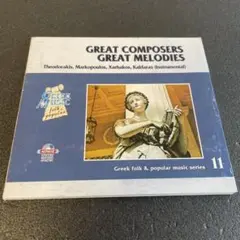 GREAT COMPOSERS
GREAT MELODIES
Theodorakis, Markopoulos, Xarhakos, Kaldaras (Instrumental)
Greek folk & popular music series 11